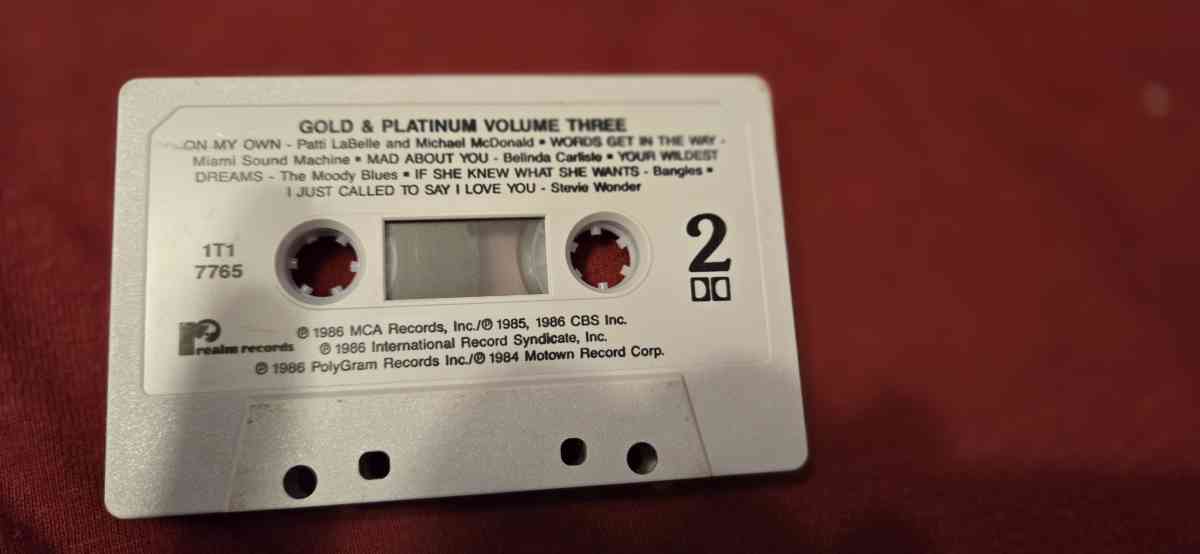 GOLD & PLATINUM VOLUME THREE
ON MY OWN - Patti LaBelle and Michael McDonald ▪ WORDS GET IN THE WAY -
Miami Sound Machine ▪ MAD ABOUT YOU - Belinda Carlisle ▪ YOUR WILDEST
DREAMS - The Moody Blues ▪ IF SHE KNEW WHAT SHE WANTS - Bangles ▪
I JUST CALLED TO SAY I LOVE YOU - Stevie Wonder
1T1
7765
2
realm records
℗ 1986 MCA Records, Inc./℗ 1985, 1986 CBS Inc.
℗ 1986 International Record Syndicate, Inc.
℗ 1986 PolyGram Records Inc./℗ 1984 Motown Record Corp.